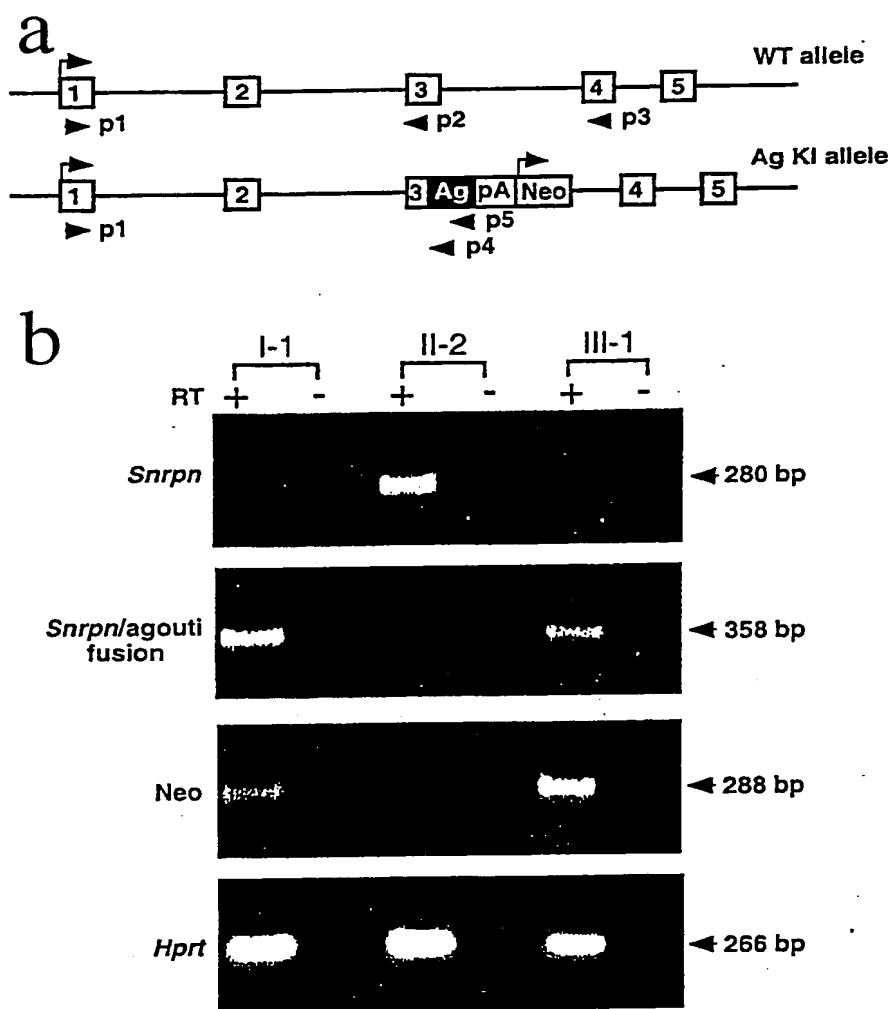 a
WT allele
1 2 3 4 5
p1 p2 p3
Ag KI allele
1 2 3 Ag pA Neo 4 5
p1 p5
p4
b
I-1 II-2 III-1
RT + - + - + -
Snrpn 280 bp
Snrpn/agouti
fusion 358 bp
Neo 288 bp
Hprt 266 bp